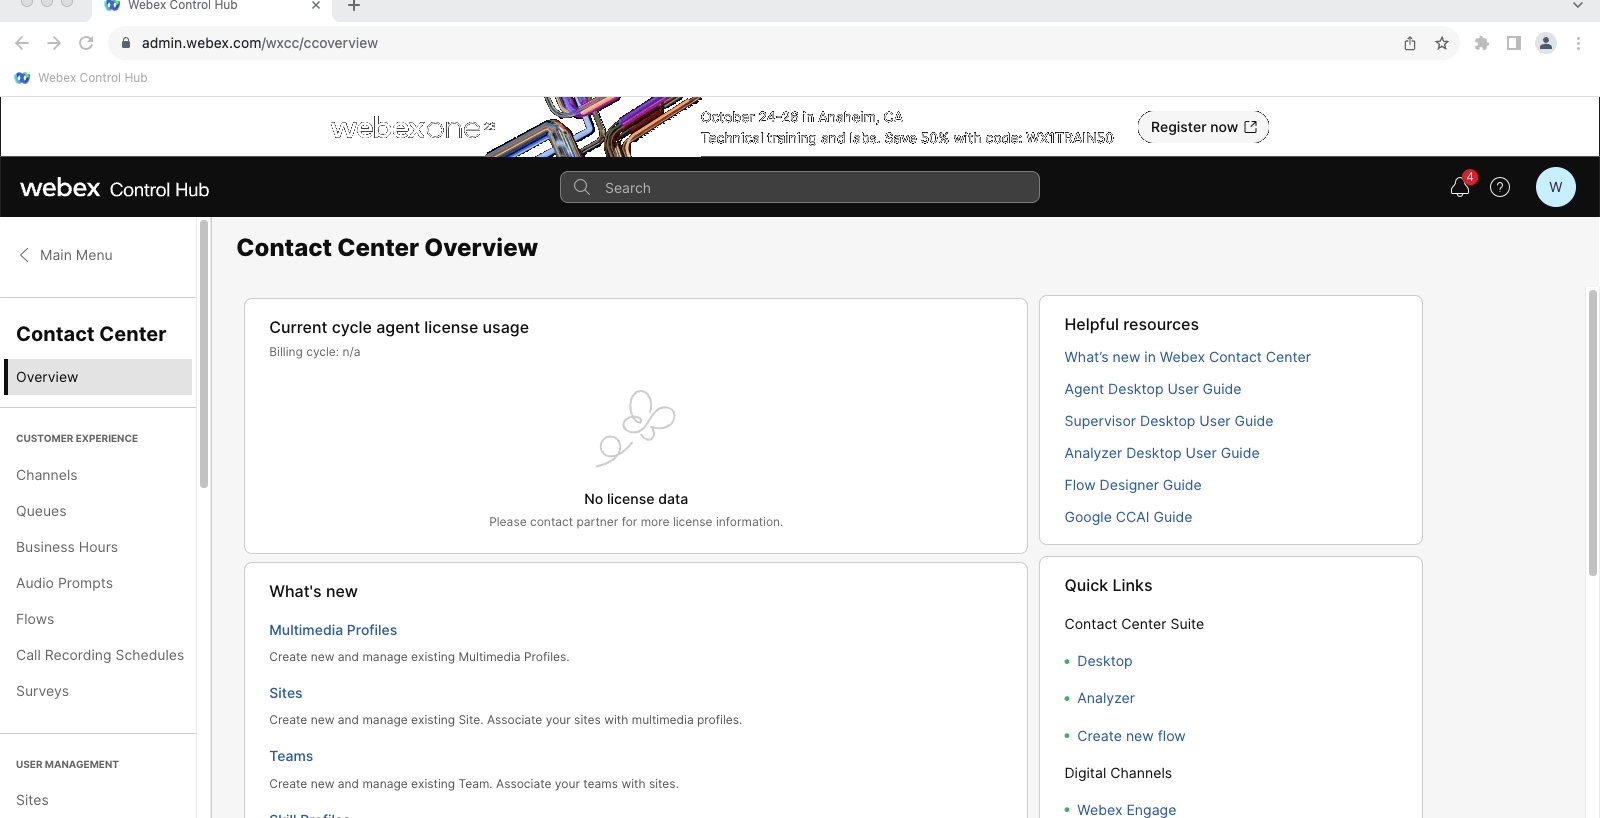 Webex Control Hub
admin.webex.com/wxcc/ccoverview
Webex Control Hub
webexone
October 24-26 in Anaheim, CA
Technical training and labs. Save 50% with code: WX1TRAIN50
Register now
webex Control Hub
Search
4
W
Main Menu
Contact Center
Overview
CUSTOMER EXPERIENCE
Channels
Queues
Business Hours
Audio Prompts
Flows
Call Recording Schedules
Surveys
USER MANAGEMENT
Sites
Contact Center Overview
Current cycle agent license usage
Billing cycle: n/a
No license data
Please contact partner for more license information.
What's new
Multimedia Profiles
Create new and manage existing Multimedia Profiles.
Sites
Create new and manage existing Site. Associate your sites with multimedia profiles.
Teams
Create new and manage existing Team. Associate your teams with sites.
Skill Profiles
Helpful resources
What's new in Webex Contact Center
Agent Desktop User Guide
Supervisor Desktop User Guide
Analyzer Desktop User Guide
Flow Designer Guide
Google CCAI Guide
Quick Links
Contact Center Suite
• Desktop
• Analyzer
• Create new flow
Digital Channels
• Webex Engage